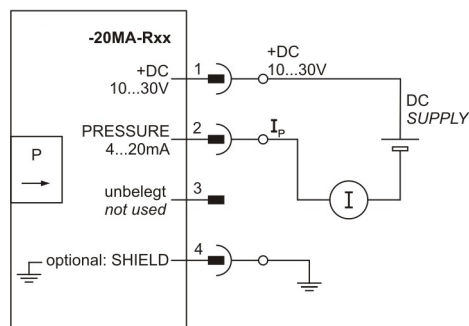 -20MA-Rxx
+DC
10...30V
1
+DC
10...30V
DC
SUPPLY
PRESSURE
4...20mA
2
Ip
P
I
unbelegt
not used
3
optional: SHIELD
4